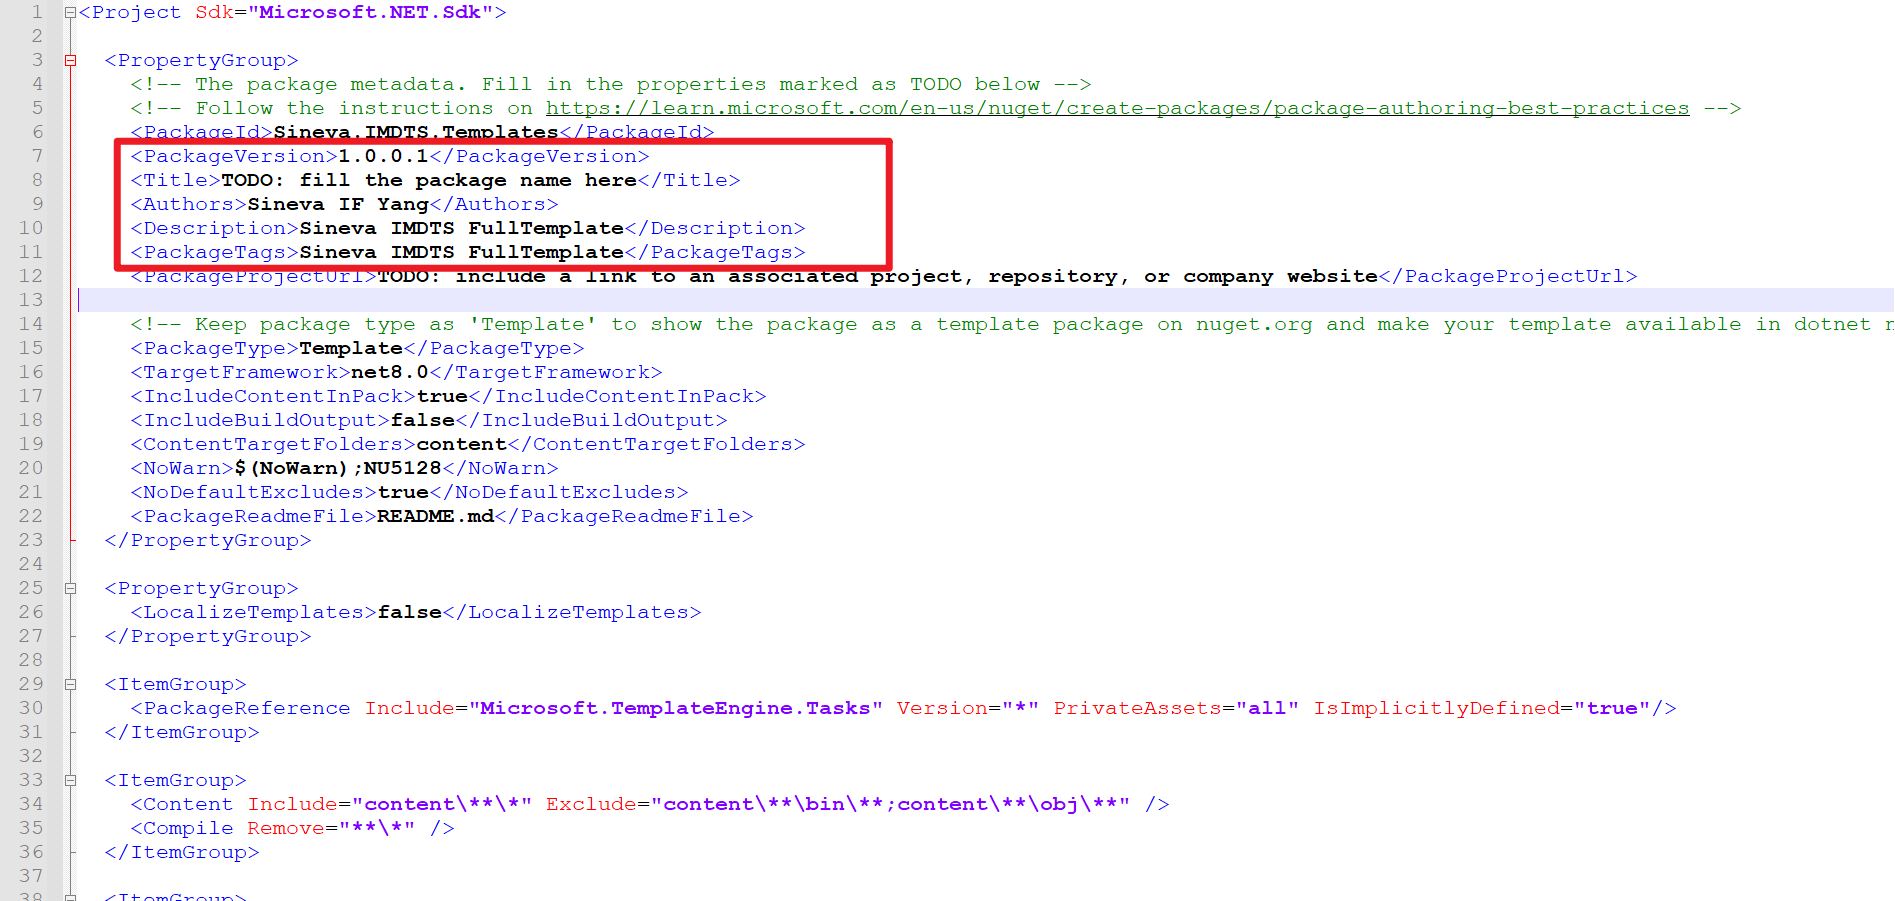 1 <Project Sdk="Microsoft.NET.Sdk">
2
3 <PropertyGroup>
4 <!-- The package metadata. Fill in the properties marked as TODO below -->
5 <!-- Follow the instructions on https://learn.microsoft.com/en-us/nuget/create-packages/package-authoring-best-practices -->
6 <PackageId>Sineva.IMDTS.Templates</PackageId>
7 <PackageVersion>1.0.0.1</PackageVersion>
8 <Title>TODO: fill the package name here</Title>
9 <Authors>Sineva IF Yang</Authors>
10 <Description>Sineva IMDTS FullTemplate</Description>
11 <PackageTags>Sineva IMDTS FullTemplate</PackageTags>
12 <PackageProjectUrl>TODO: include a link to an associated project, repository, or company website</PackageProjectUrl>
13
14 <!-- Keep package type as 'Template' to show the package as a template package on nuget.org and make your template available in dotnet n
15 <PackageType>Template</PackageType>
16 <TargetFramework>net8.0</TargetFramework>
17 <IncludeContentInPack>true</IncludeContentInPack>
18 <IncludeBuildOutput>false</IncludeBuildOutput>
19 <ContentTargetFolders>content</ContentTargetFolders>
20 <NoWarn>$(NoWarn);NU5128</NoWarn>
21 <NoDefaultExcludes>true</NoDefaultExcludes>
22 <PackageReadmeFile>README.md</PackageReadmeFile>
23 </PropertyGroup>
24
25 <PropertyGroup>
26 <LocalizeTemplates>false</LocalizeTemplates>
27 </PropertyGroup>
28
29 <ItemGroup>
30 <PackageReference Include="Microsoft.TemplateEngine.Tasks" Version="*" PrivateAssets="all" IsImplicitlyDefined="true"/>
31 </ItemGroup>
32
33 <ItemGroup>
34 <Content Include="content\**\*" Exclude="content\**\bin\**;content\**\obj\**" />
35 <Compile Remove="**\*" />
36 </ItemGroup>
37
38 <ItemGroup>